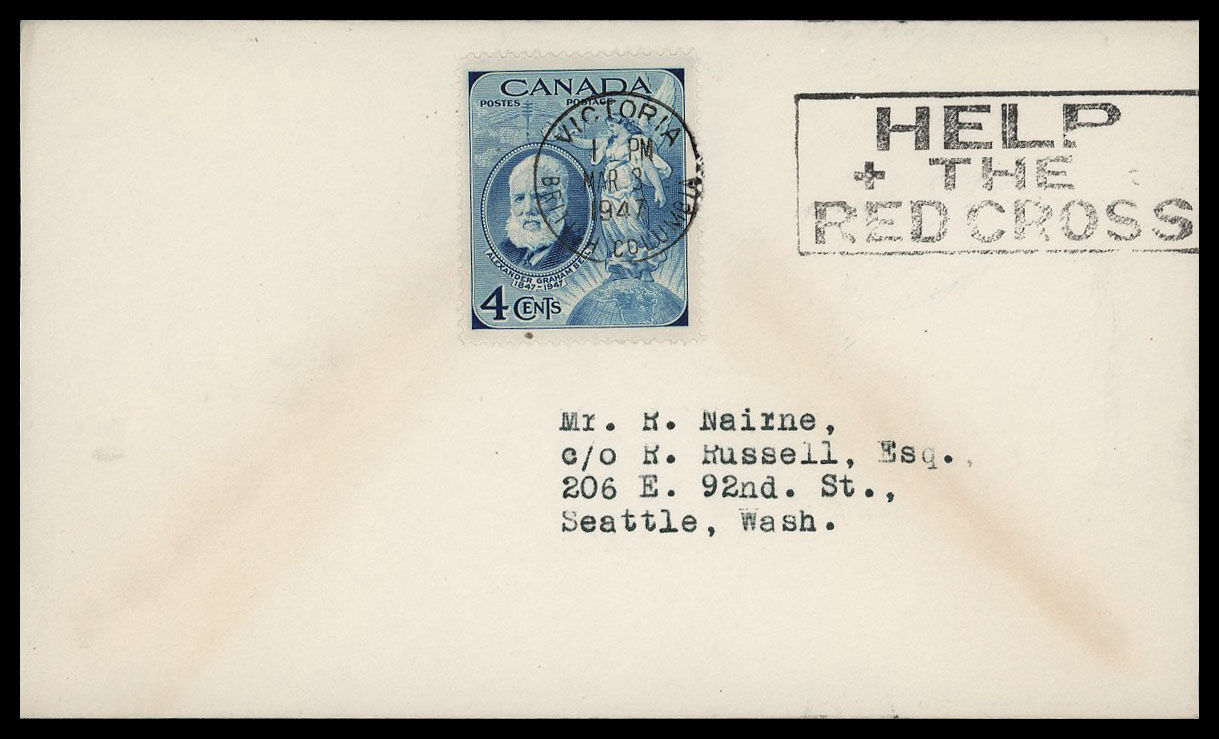 CANADA
POSTES POSTAGE
ALEXANDER GRAHAM BELL
1847-1947
4 CENTS
VICTORIA
PM
MAR 3
1947
COLUMBIA
HELP
+ THE
RED CROSS
Mr. R. Nairne,
c/o R. Russell, Esq.,
206 E. 92nd. St.,
Seattle, Wash.